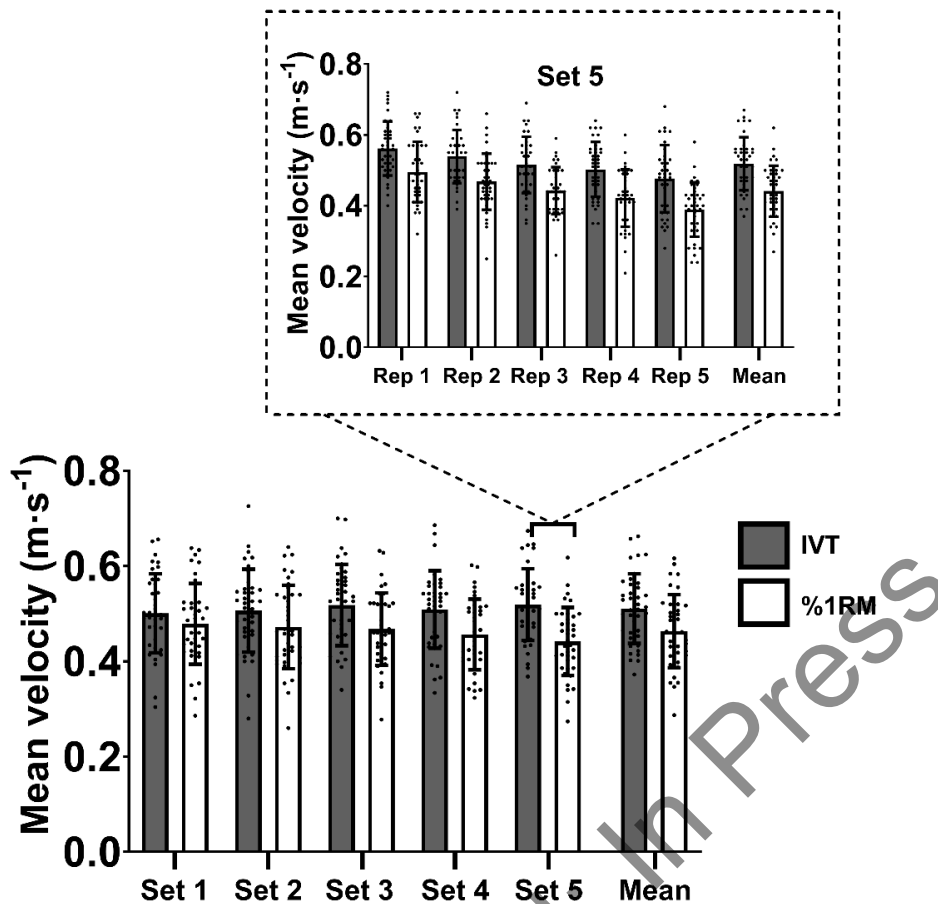 Set 5
Mean velocity (m·s⁻¹)
0.8
0.6
0.4
0.2
0.0
Rep 1 Rep 2 Rep 3 Rep 4 Rep 5 Mean
Mean velocity (m·s⁻¹)
0.8
0.6
0.4
0.2
0.0
Set 1 Set 2 Set 3 Set 4 Set 5 Mean
IVT
%1RM
In Press